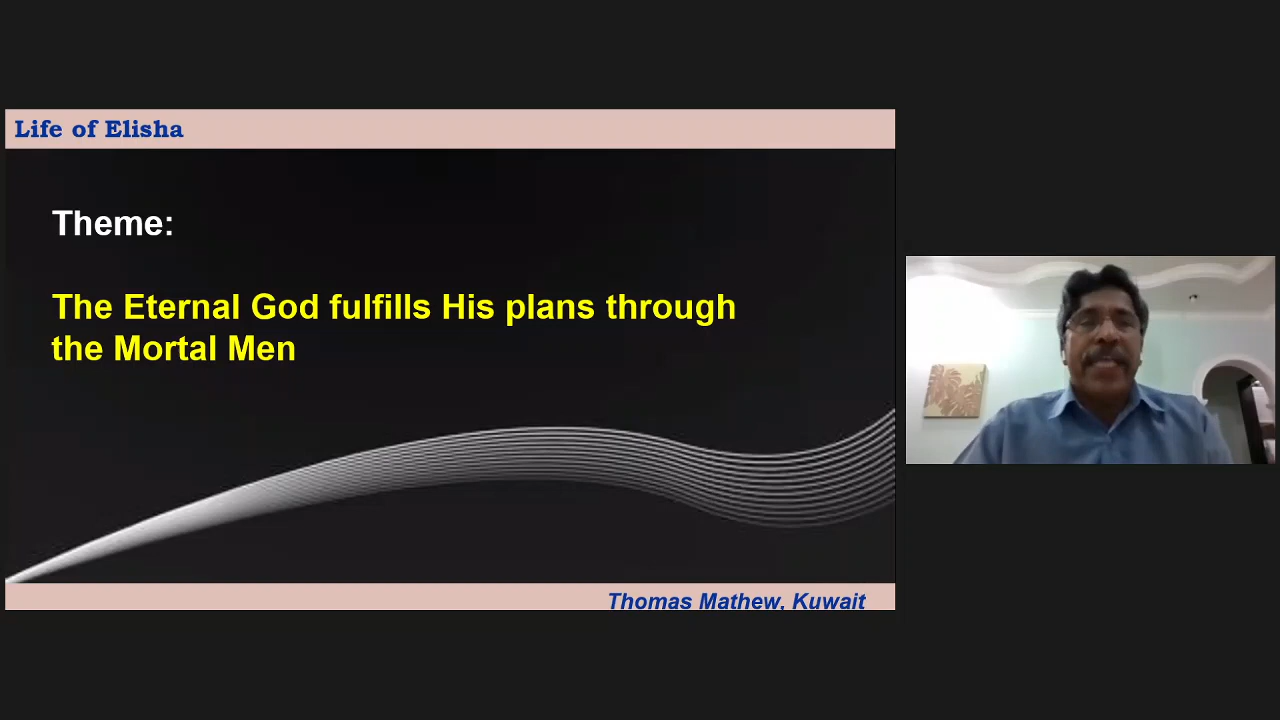 Life of Elisha
Theme:
The Eternal God fulfills His plans through
the Mortal Men
Thomas Mathew, Kuwait